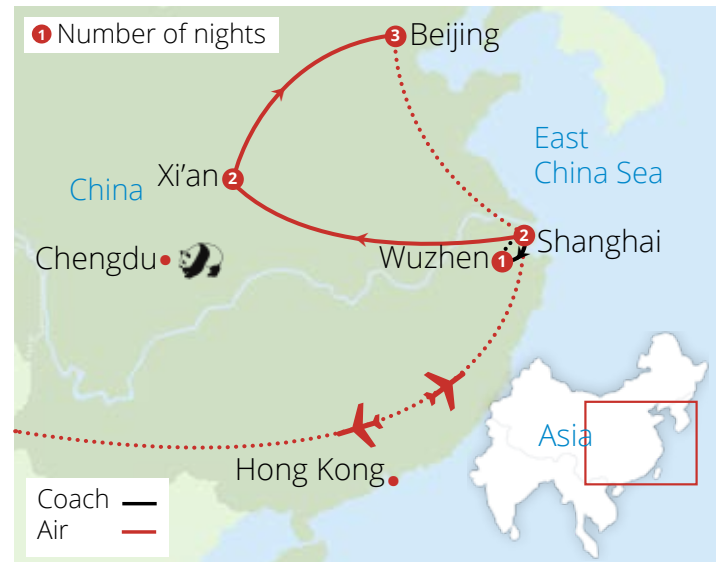 1 Number of nights
3 Beijing
East
China Sea
Xi’an 2
China
2 Shanghai
Chengdu
Wuzhen 1
Asia
Hong Kong
Coach
Air